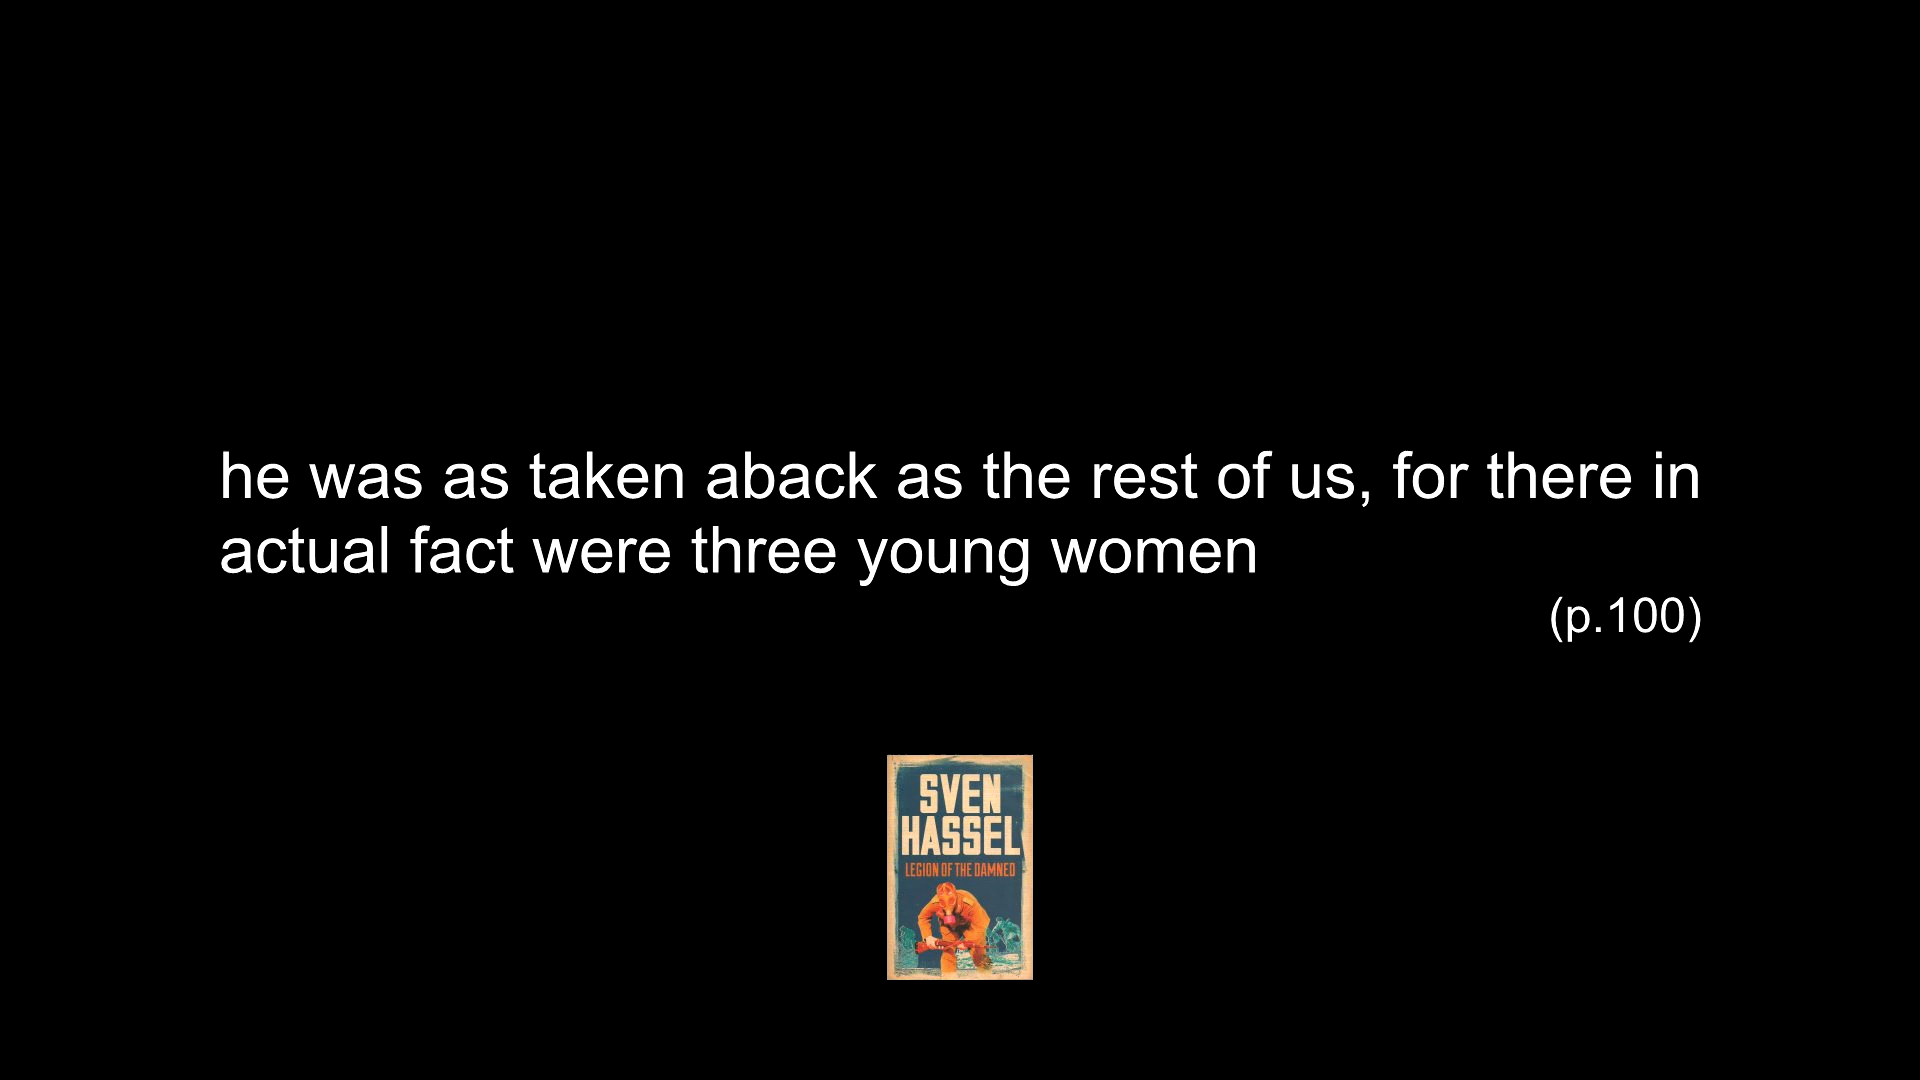 he was as taken aback as the rest of us, for there in
actual fact were three young women
(p.100)
SVEN
HASSEL
LEGION OF THE DAMNED